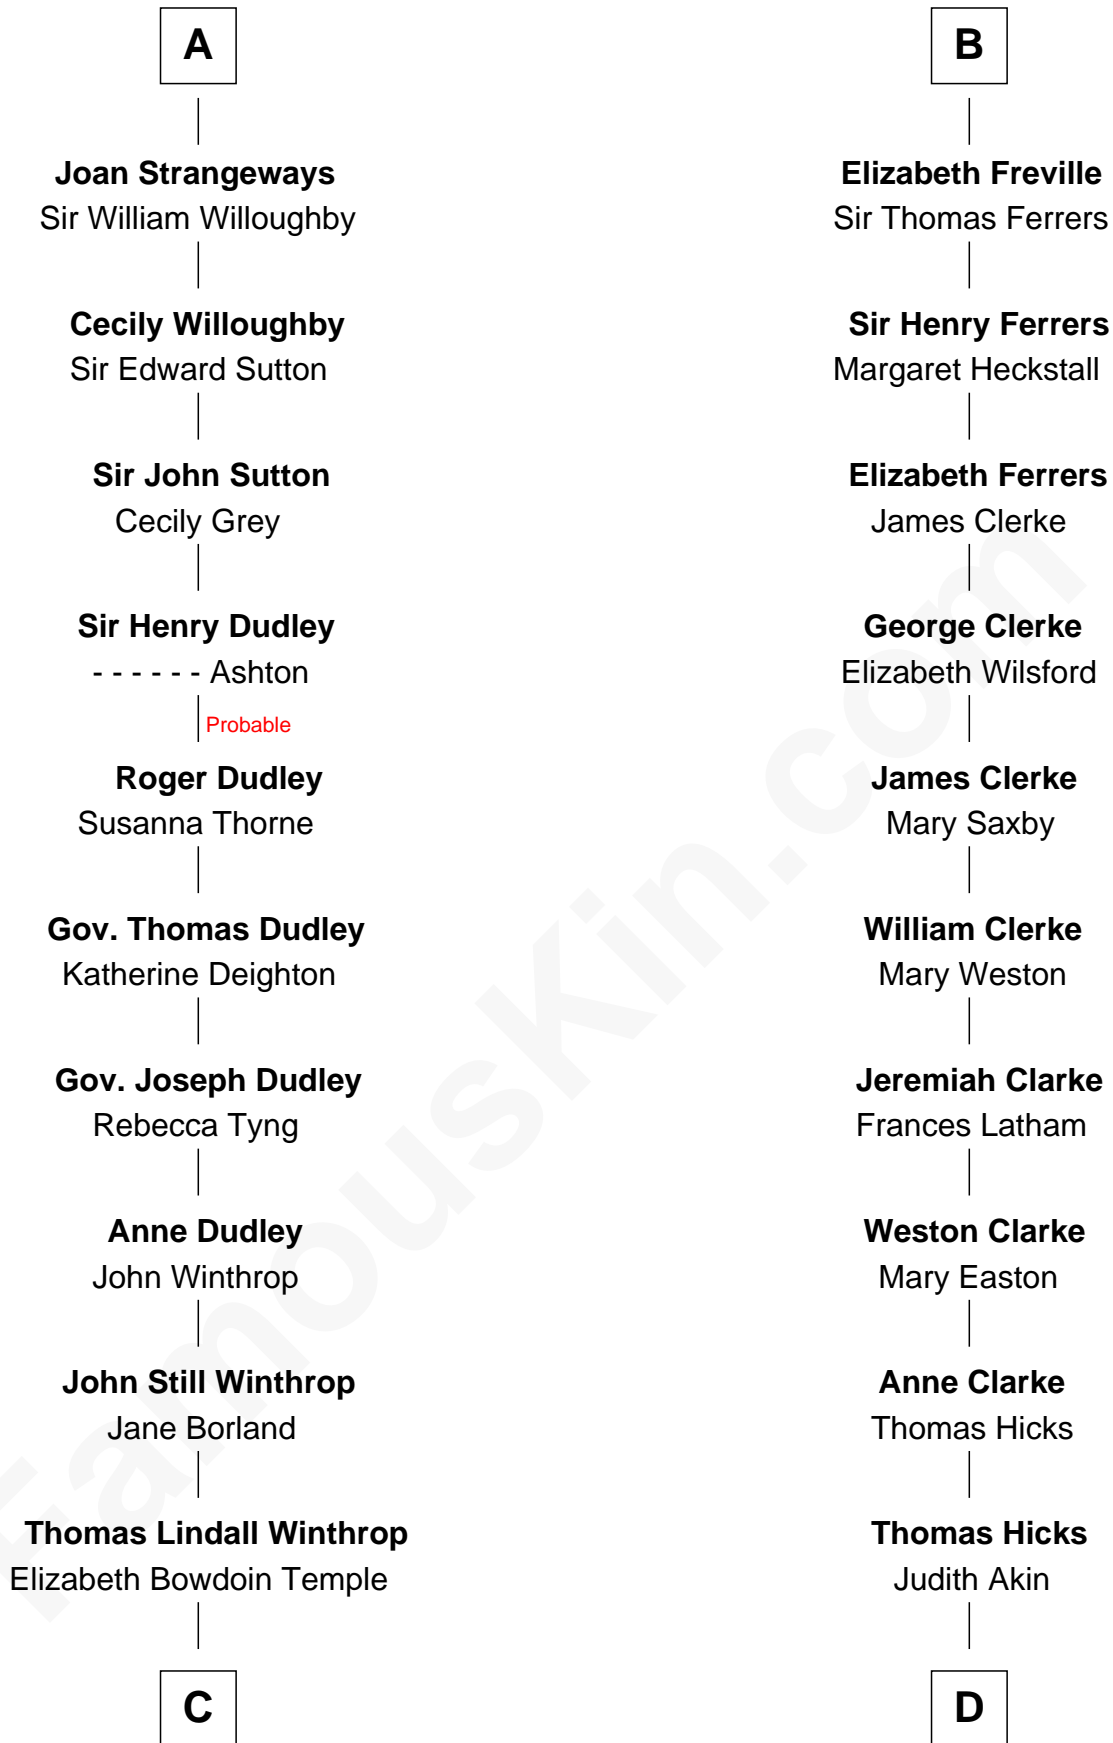 A
Joan Strangeways
Sir William Willoughby
Cecily Willoughby
Sir Edward Sutton
Sir John Sutton
Cecily Grey
Sir Henry Dudley
- - - - - - Ashton
Probable
Roger Dudley
Susanna Thorne
Gov. Thomas Dudley
Katherine Deighton
Gov. Joseph Dudley
Rebecca Tyng
Anne Dudley
John Winthrop
John Still Winthrop
Jane Borland
Thomas Lindall Winthrop
Elizabeth Bowdoin Temple
C
B
Elizabeth Freville
Sir Thomas Ferrers
Sir Henry Ferrers
Margaret Heckstall
Elizabeth Ferrers
James Clerke
George Clerke
Elizabeth Wilsford
James Clerke
Mary Saxby
William Clerke
Mary Weston
Jeremiah Clarke
Frances Latham
Weston Clarke
Mary Easton
Anne Clarke
Thomas Hicks
Thomas Hicks
Judith Akin
D
FamousKin.com